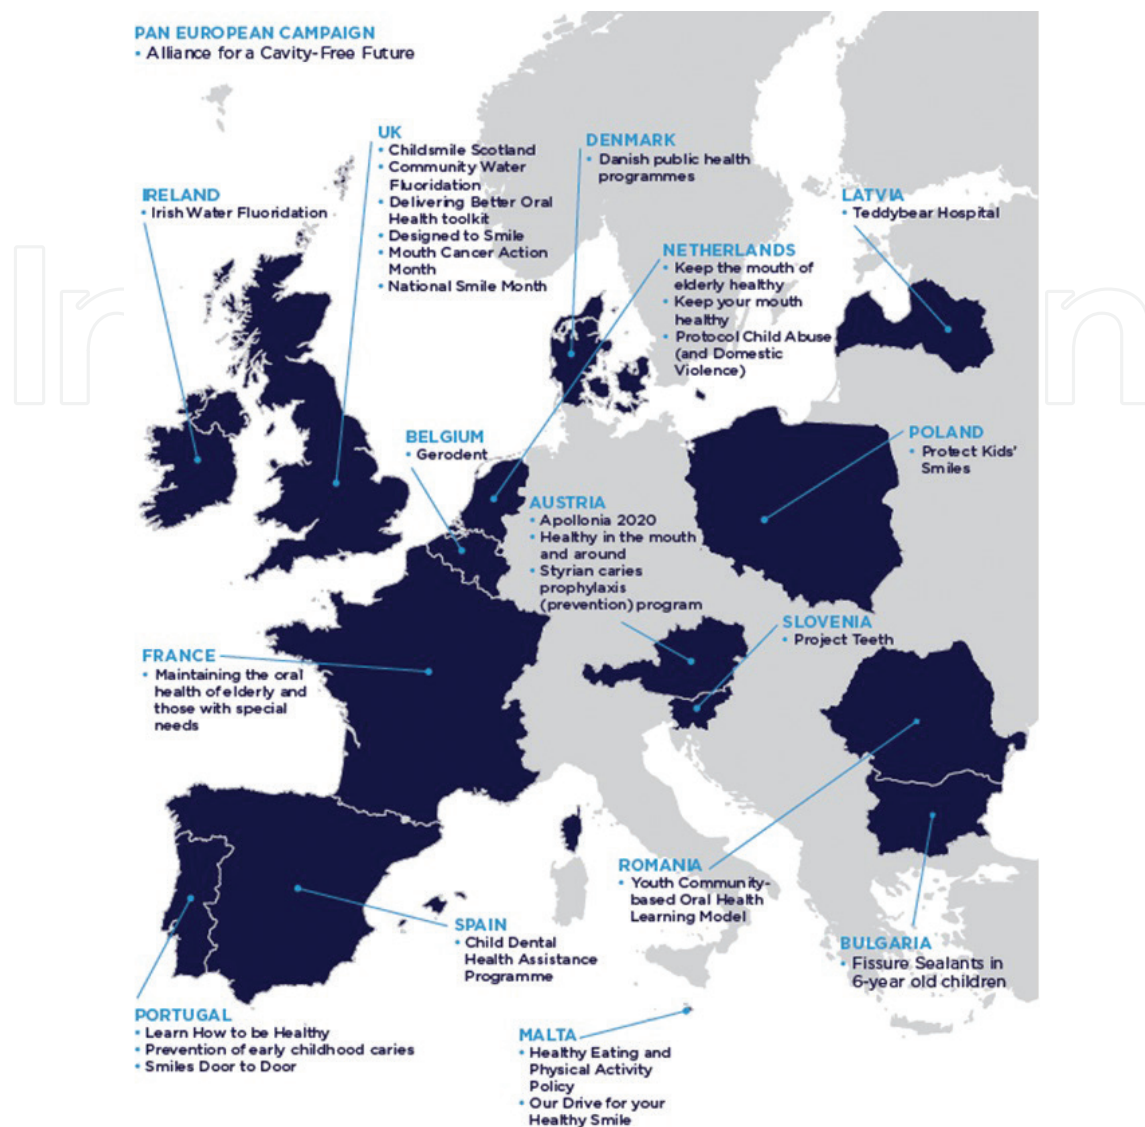 PAN EUROPEAN CAMPAIGN
• Alliance for a Cavity-Free Future
UK
• Childsmile Scotland
• Community Water
Fluoridation
• Delivering Better Oral
Health toolkit
• Designed to Smile
• Mouth Cancer Action
Month
• National Smile Month
DENMARK
• Danish public health
programmes
IRELAND
• Irish Water Fluoridation
LATVIA
• Teddybear Hospital
NETHERLANDS
• Keep the mouth of
elderly healthy
• Keep your mouth
healthy
• Protocol Child Abuse
(and Domestic
Violence)
BELGIUM
• Gerodent
POLAND
• Protect Kids'
Smiles
AUSTRIA
• Apollonia 2020
• Healthy in the mouth
and around
• Styrian caries
prophylaxis
(prevention) program
SLOVENIA
• Project Teeth
FRANCE
• Maintaining the oral
health of elderly and
those with special
needs
ROMANIA
• Youth Community-
based Oral Health
Learning Model
SPAIN
• Child Dental
Health Assistance
Programme
BULGARIA
• Fissure Sealants in
6-year old children
PORTUGAL
• Learn How to be Healthy
• Prevention of early childhood caries
• Smiles Door to Door
MALTA
• Healthy Eating and
Physical Activity
Policy
• Our Drive for your
Healthy Smile